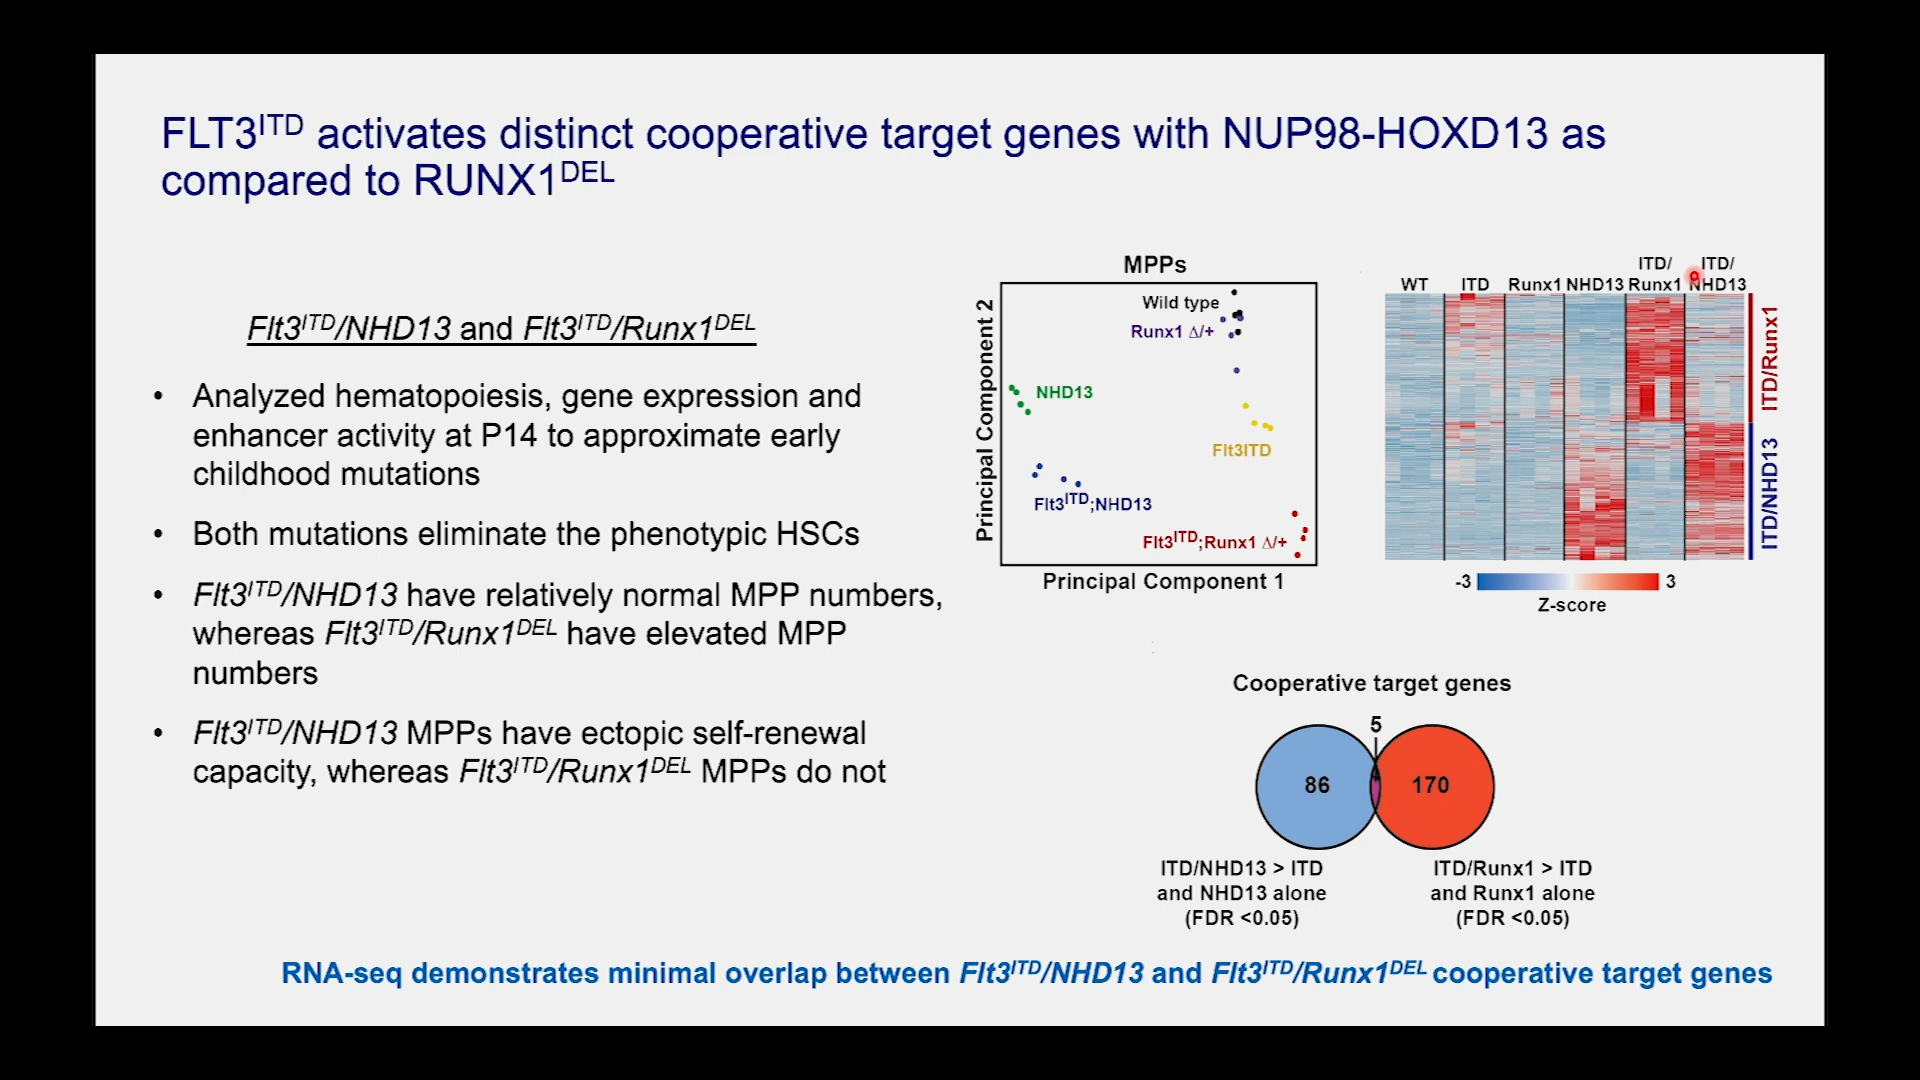 FLT3ITD activates distinct cooperative target genes with NUP98-HOXD13 as
compared to RUNX1DEL
Flt3ITD/NHD13 and Flt3ITD/Runx1DEL
• Analyzed hematopoiesis, gene expression and
enhancer activity at P14 to approximate early
childhood mutations
• Both mutations eliminate the phenotypic HSCs
• Flt3ITD/NHD13 have relatively normal MPP numbers,
whereas Flt3ITD/Runx1DEL have elevated MPP
numbers
• Flt3ITD/NHD13 MPPs have ectopic self-renewal
capacity, whereas Flt3ITD/Runx1DEL MPPs do not
MPPs
Principal Component 2
Wild type
Runx1 Δ/+
NHD13
Flt3ITD
Flt3ITD;NHD13
Flt3ITD;Runx1 Δ/+
Principal Component 1
ITD/ ITD/
WT ITD Runx1 NHD13 Runx1 NHD13
ITD/Runx1
ITD/NHD13
-3 3
Z-score
Cooperative target genes
5
86 170
ITD/NHD13 > ITD
and NHD13 alone
(FDR <0.05)
ITD/Runx1 > ITD
and Runx1 alone
(FDR <0.05)
RNA-seq demonstrates minimal overlap between Flt3ITD/NHD13 and Flt3ITD/Runx1DEL cooperative target genes